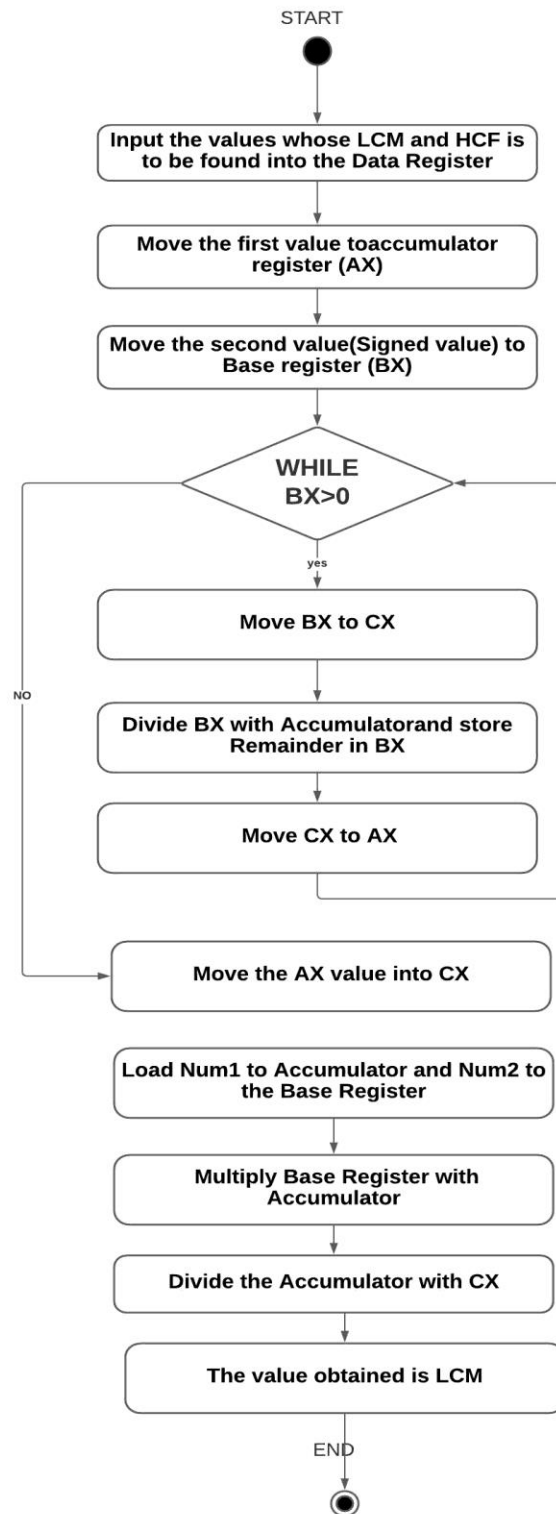 START
Input the values whose LCM and HCF is
to be found into the Data Register
Move the first value toaccumulator
register (AX)
Move the second value(Signed value) to
Base register (BX)
WHILE
BX>0
yes
Move BX to CX
NO
Divide BX with Accumulatorand store
Remainder in BX
Move CX to AX
Move the AX value into CX
Load Num1 to Accumulator and Num2 to
the Base Register
Multiply Base Register with
Accumulator
Divide the Accumulator with CX
The value obtained is LCM
END